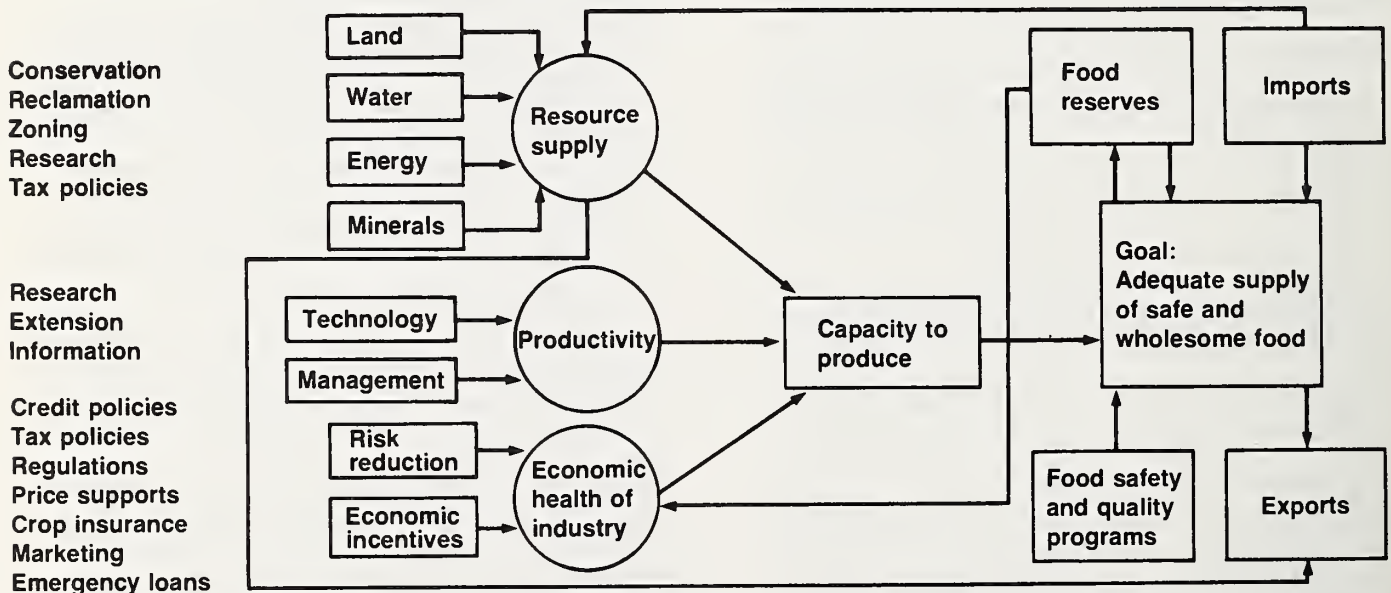 Conservation
Reclamation
Zoning
Research
Tax policies
Research
Extension
Information
Credit policies
Tax policies
Regulations
Price supports
Crop insurance
Marketing
Emergency loans
Land
Water
Energy
Minerals
Resource
supply
Technology
Management
Productivity
Risk
reduction
Economic
incentives
Economic
health of
industry
Capacity to
produce
Food
reserves
Imports
Goal:
Adequate supply
of safe and
wholesome food
Food safety
and quality
programs
Exports